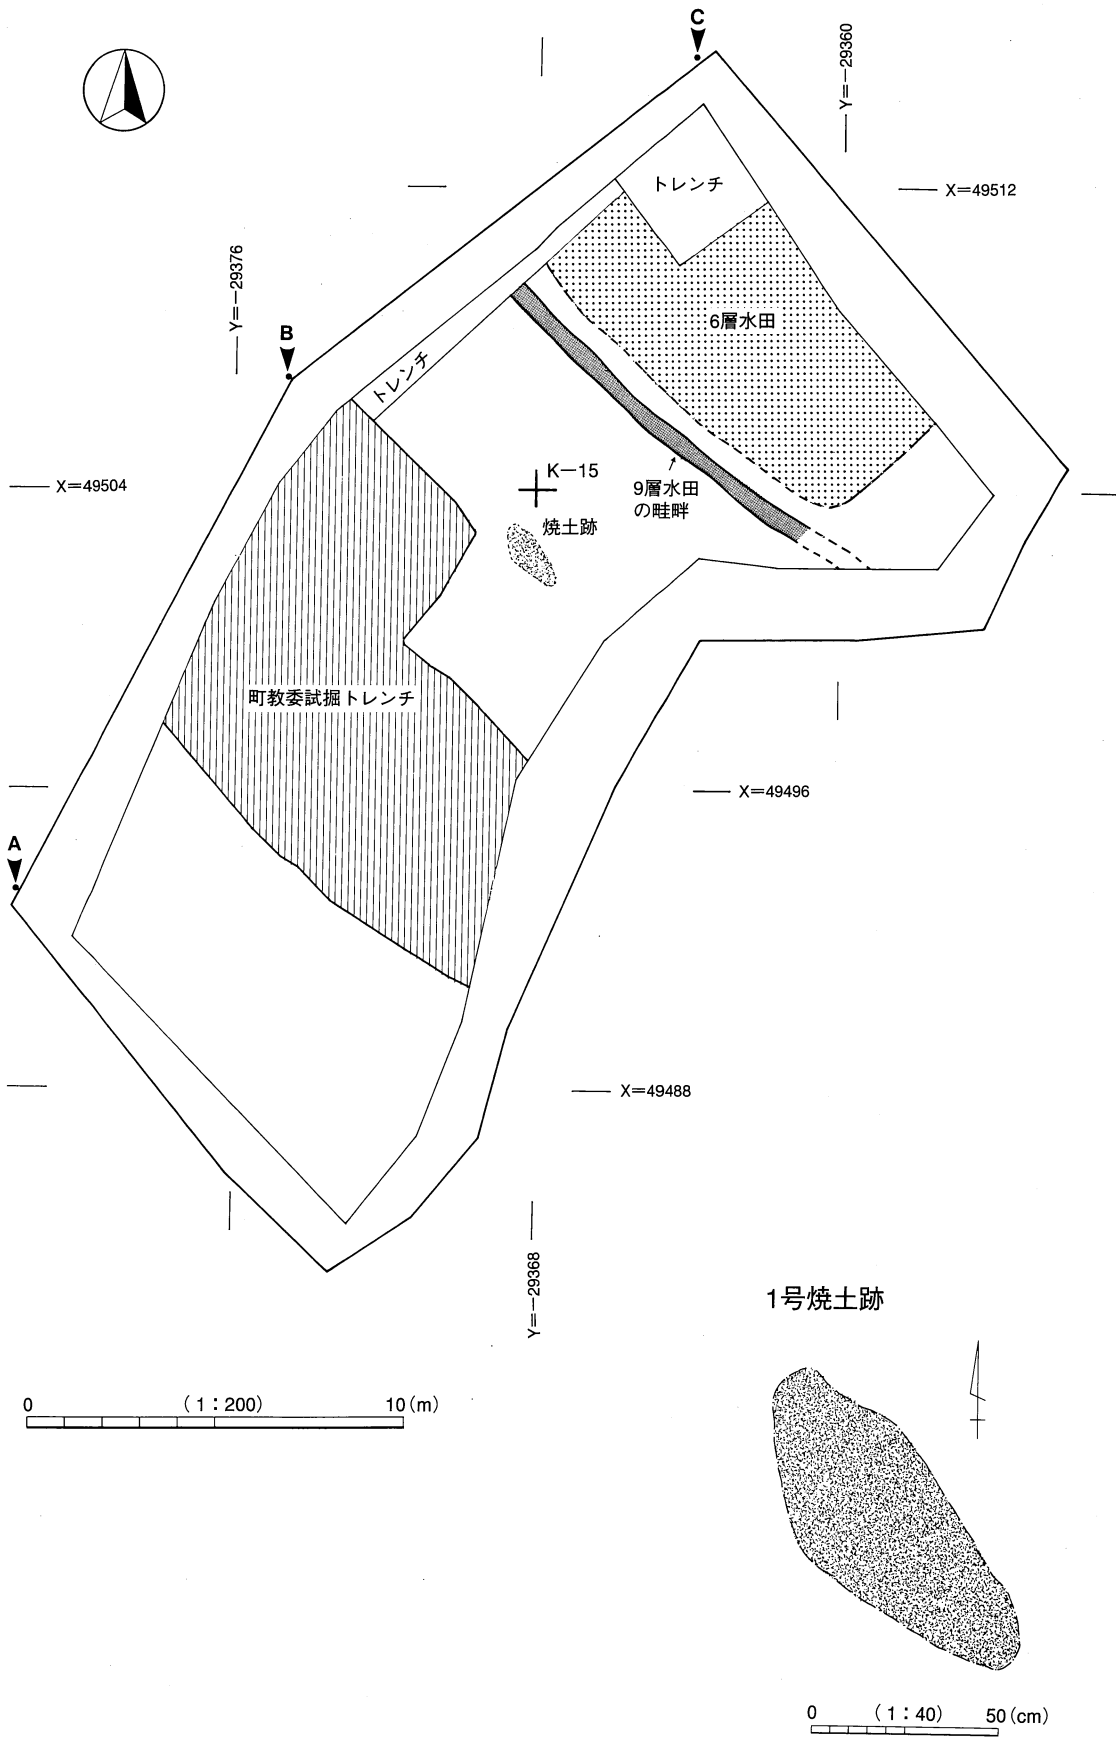 C
Y=-29360
トレンチ
X=49512
Y=-29376
6層水田
B
トレンチ
K-15
X=49504
9層水田
の畦畔
焼土跡
町教委試掘トレンチ
X=49496
A
X=49488
Y=-29368
1号焼土跡
0 (1:200) 10(m)
0 (1:40) 50(cm)